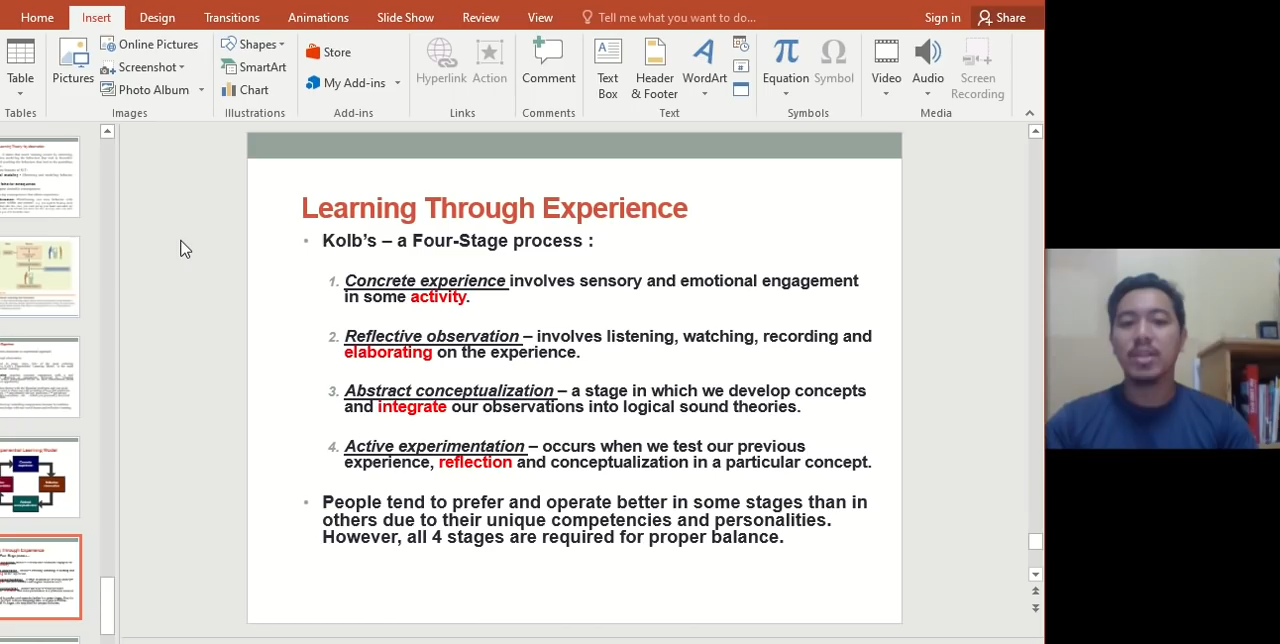 Home Insert Design Transitions Animations Slide Show Review View Tell me what you want to do... Sign in Share
Table
Pictures
Online Pictures
Screenshot
Photo Album
Shapes
SmartArt
Chart
Store
My Add-ins
Hyperlink
Action
Comment
Text
Box
Header
& Footer
WordArt
Equation
Symbol
Video
Audio
Screen
Recording
Tables Images Illustrations Add-ins Links Comments Text Symbols Media
Learning Through Experience
• Kolb's – a Four-Stage process :
1. Concrete experience involves sensory and emotional engagement
in some activity.
2. Reflective observation – involves listening, watching, recording and
elaborating on the experience.
3. Abstract conceptualization – a stage in which we develop concepts
and integrate our observations into logical sound theories.
4. Active experimentation – occurs when we test our previous
experience, reflection and conceptualization in a particular concept.
• People tend to prefer and operate better in some stages than in
others due to their unique competencies and personalities.
However, all 4 stages are required for proper balance.